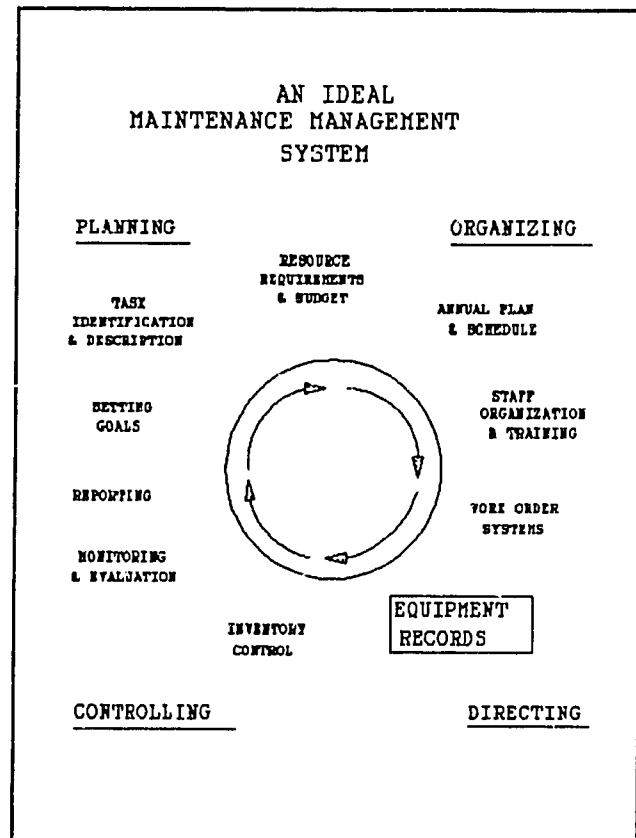 AN IDEAL
MAINTENANCE MANAGEMENT
SYSTEM
PLANNING
ORGANIZING
RESOURCE
REQUIREMENTS
& BUDGET
TASK
IDENTIFICATION
& DESCRIPTION
ANNUAL PLAN
& SCHEDULE
SETTING
GOALS
STAFF
ORGANIZATION
& TRAINING
REPORTING
WORK ORDER
SYSTEMS
MONITORING
& EVALUATION
EQUIPMENT
RECORDS
INVENTORY
CONTROL
CONTROLLING
DIRECTING